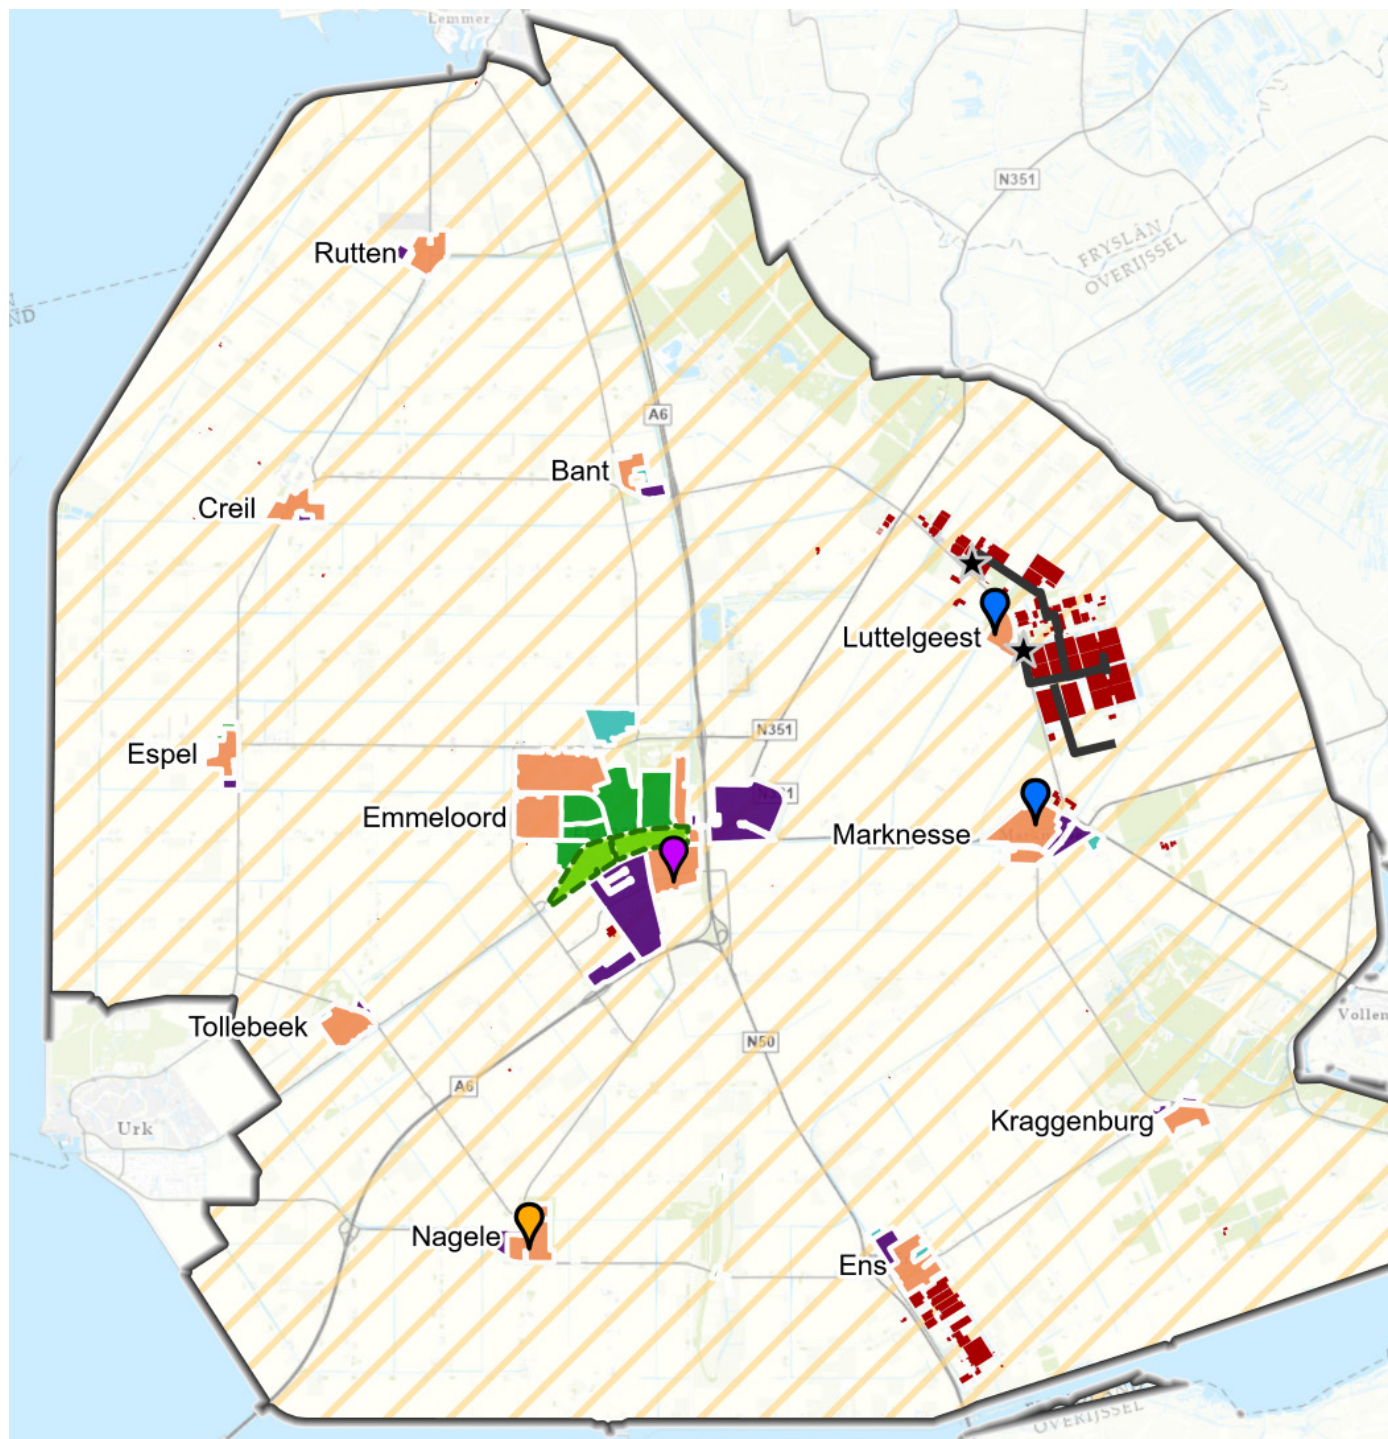 Lemmer
N351
FRYSLÂN
OVERIJSSEL
Rutten
ND
A6
Bant
Creil
Luttelgeest
N351
Espel
Emmeloord
Marknesse
Tollebeek
Vollen
N50
A6
Urk
Kraggenburg
Nagele
Ens
OVERIJSSEL